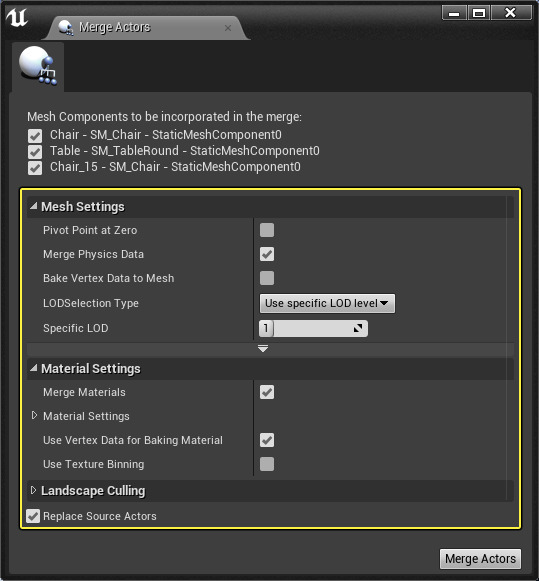 Merge Actors
Mesh Components to be incorporated in the merge:
Chair - SM_Chair - StaticMeshComponent0
Table - SM_TableRound - StaticMeshComponent0
Chair_15 - SM_Chair - StaticMeshComponent0
Mesh Settings
Pivot Point at Zero
Merge Physics Data
Bake Vertex Data to Mesh
LODSelection Type Use specific LOD level
Specific LOD 1
Material Settings
Merge Materials
Material Settings
Use Vertex Data for Baking Material
Use Texture Binning
Landscape Culling
Replace Source Actors
Merge Actors